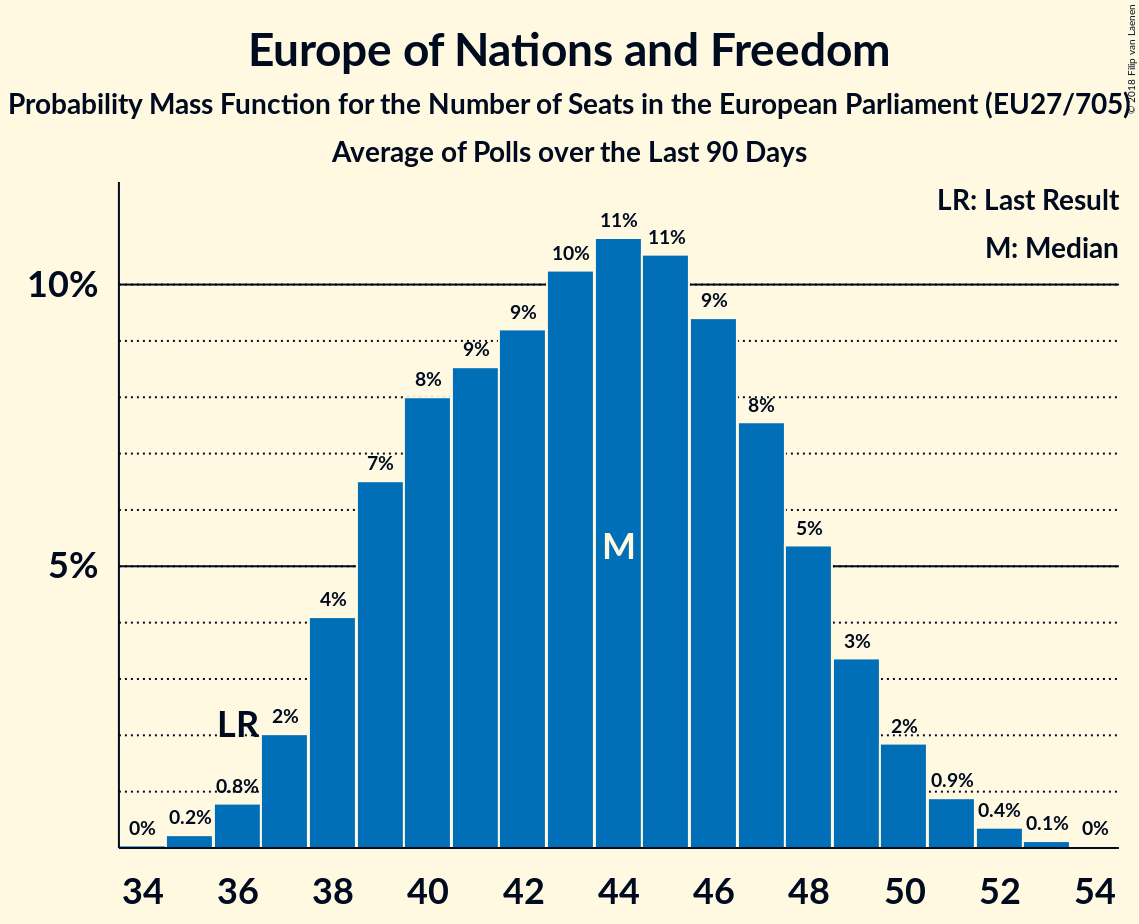 Europe of Nations and Freedom
Probability Mass Function for the Number of Seats in the European Parliament (EU27/705)
Average of Polls over the Last 90 Days
© 2018 Filip van Laenen
LR: Last Result
M: Median
10%
5%
0%
0.2%
0.8%
LR
2%
4%
7%
8%
9%
9%
10%
11%
M
11%
9%
8%
5%
3%
2%
0.9%
0.4%
0.1%
0%
34 36 38 40 42 44 46 48 50 52 54